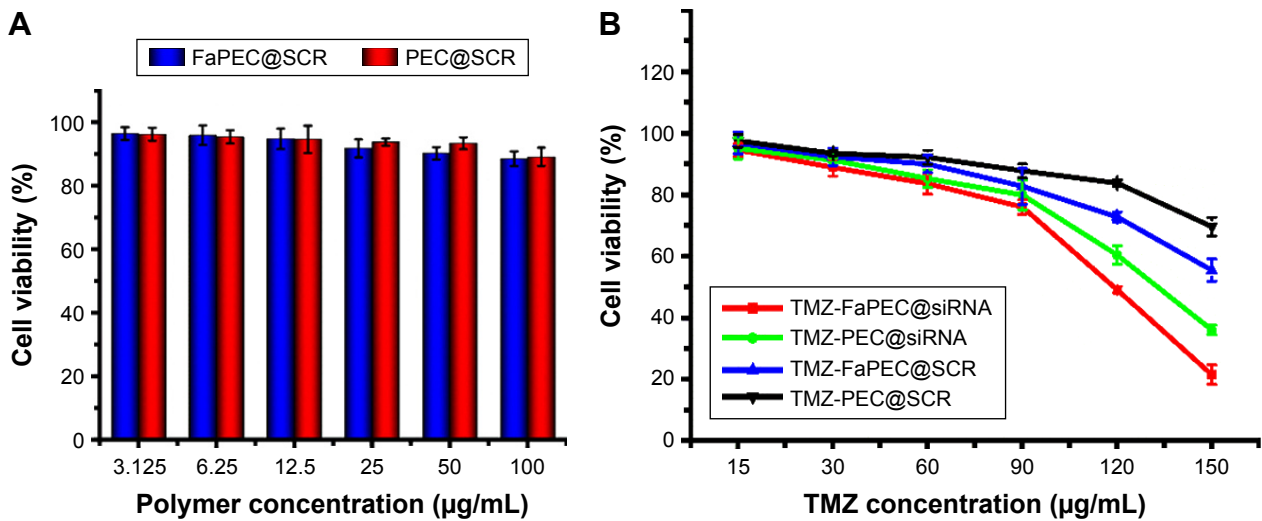 A
FaPEC@SCR
PEC@SCR
Cell viability (%)
100
80
60
40
20
0
3.125
6.25
12.5
25
50
100
Polymer concentration (µg/mL)
B
Cell viability (%)
120
100
80
60
40
20
0
TMZ-FaPEC@siRNA
TMZ-PEC@siRNA
TMZ-FaPEC@SCR
TMZ-PEC@SCR
15
30
60
90
120
150
TMZ concentration (µg/mL)